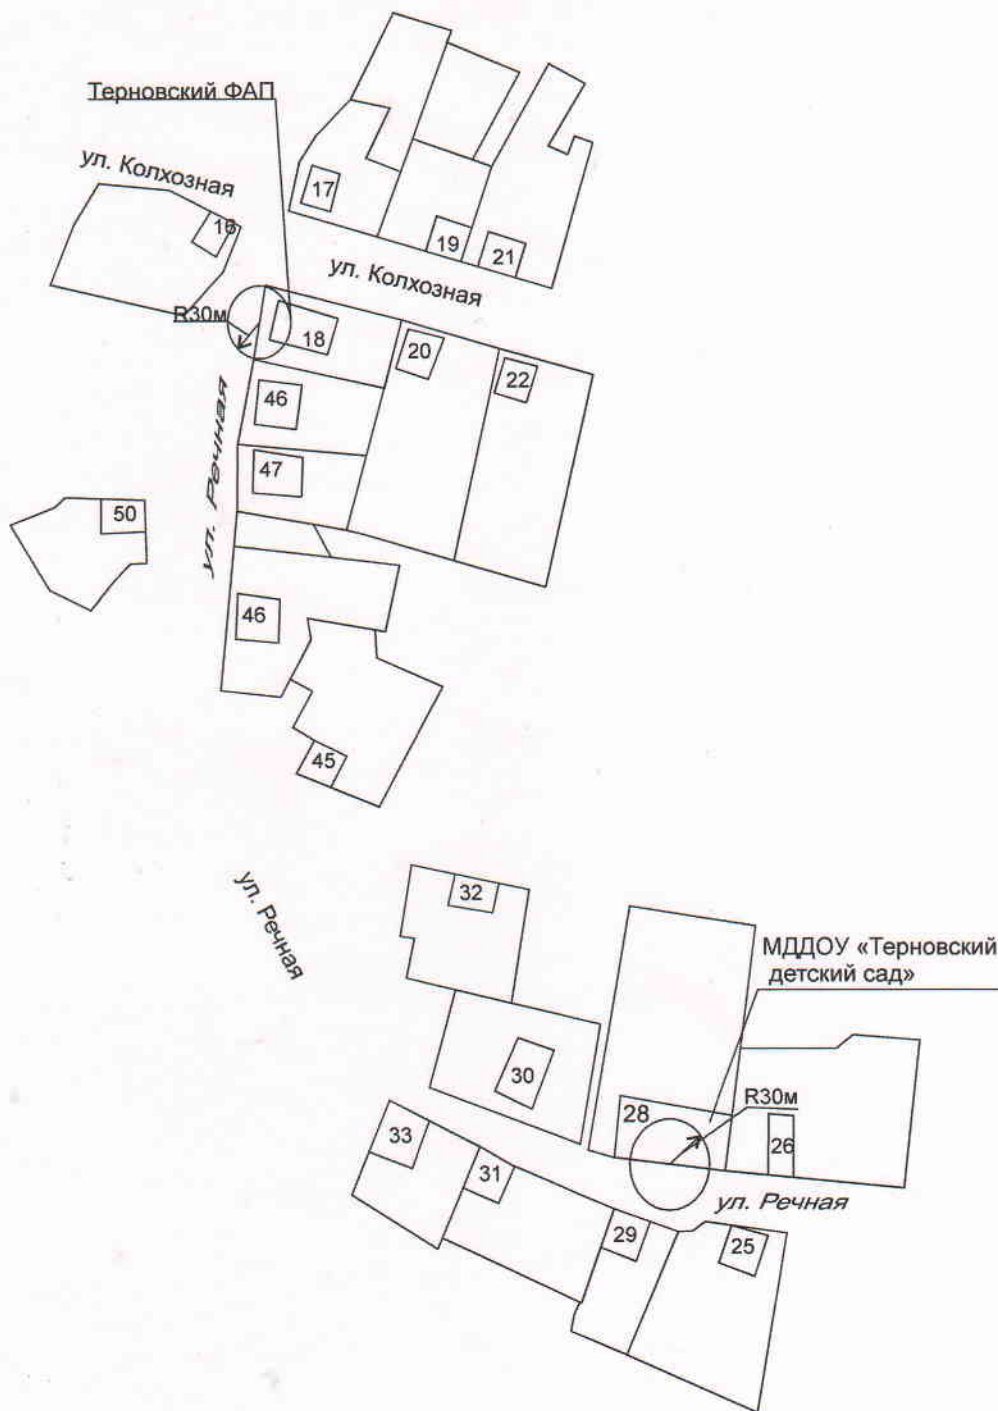 Терновский ФАП
ул. Колхозная
17
16
19
21
ул. Колхозная
R30м
18
20
22
46
ул. Речная
47
50
46
45
32
ул. Речная
МДДОУ «Терновский
детский сад»
30
R30м
28
33
26
31
ул. Речная
29
25